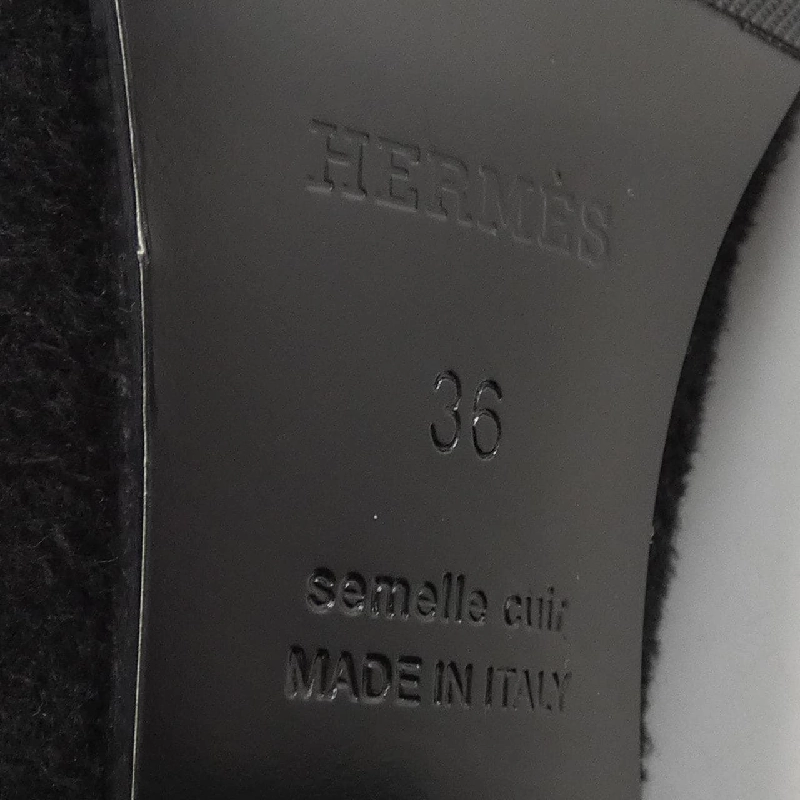 HERMÈS
36
semelle cuir
MADE IN ITALY